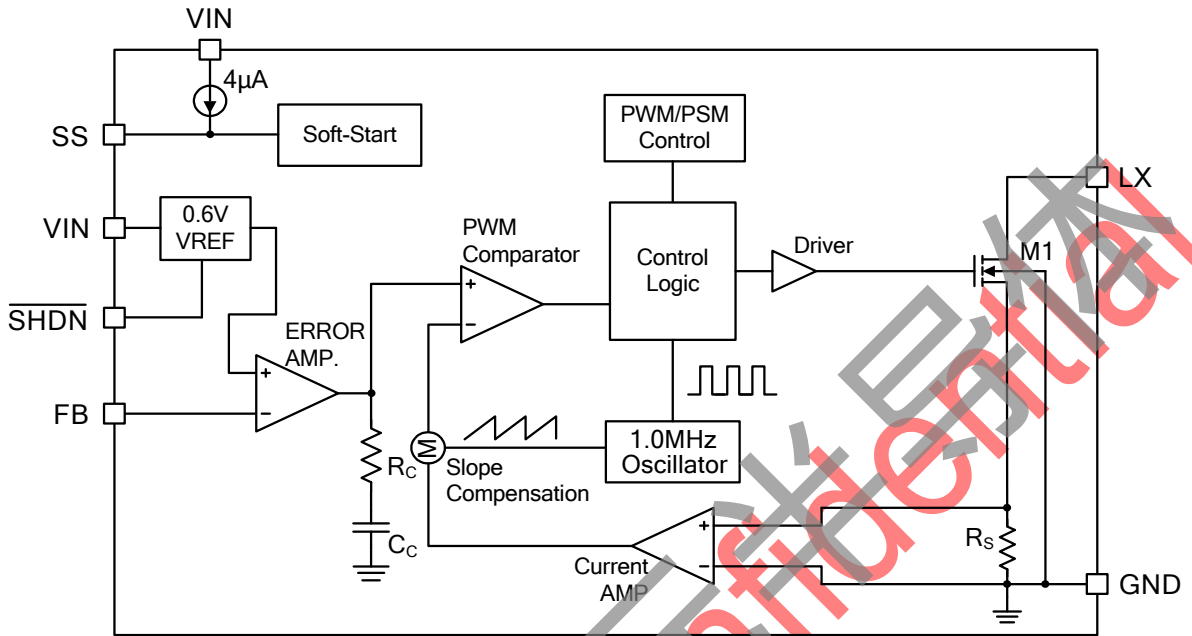 VIN
4µA
SS
Soft-Start
PWM/PSM
Control
LX
VIN
0.6V
VREF
PWM
Comparator
Control
Logic
Driver
M1
SHDN
ERROR
AMP.
FB
+
−
+
−
M
RC
CC
Slope
Compensation
1.0MHz
Oscillator
+
−
Current
AMP
RS
GND